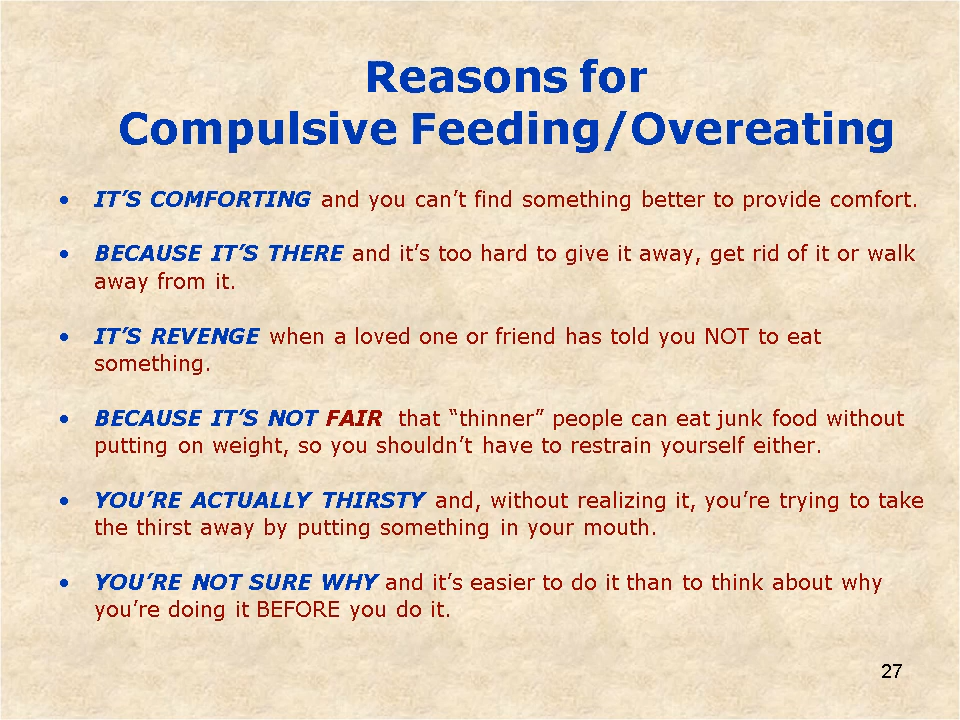 Reasons for
Compulsive Feeding/Overeating
• IT’S COMFORTING and you can’t find something better to provide comfort.
• BECAUSE IT’S THERE and it’s too hard to give it away, get rid of it or walk
away from it.
• IT’S REVENGE when a loved one or friend has told you NOT to eat
something.
• BECAUSE IT’S NOT FAIR that “thinner” people can eat junk food without
putting on weight, so you shouldn’t have to restrain yourself either.
• YOU’RE ACTUALLY THIRSTY and, without realizing it, you’re trying to take
the thirst away by putting something in your mouth.
• YOU’RE NOT SURE WHY and it’s easier to do it than to think about why
you’re doing it BEFORE you do it.
27